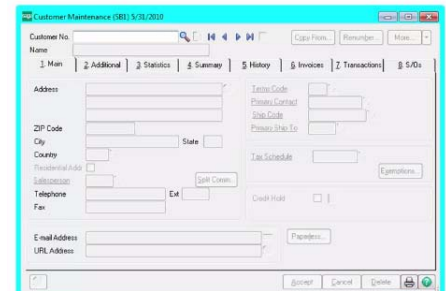 Customer Maintenance (SB1) 5/31/2010
Customer No.
Copy From... Renumber... More...
Name
1. Main 2. Additional 3. Statistics 4. Summary 5. History 6. Invoices 7. Transactions 8. S/Os
Address
Terms Code
Primary Contact
Ship Code
ZIP Code
Primary Ship To
City State
Country
Tax Schedule
Residential Addr
Exemptions...
Salesperson Split Comm...
Telephone Ext
Credit Hold
Fax
E-mail Address
Paperless...
URL Address
Accept Cancel Delete